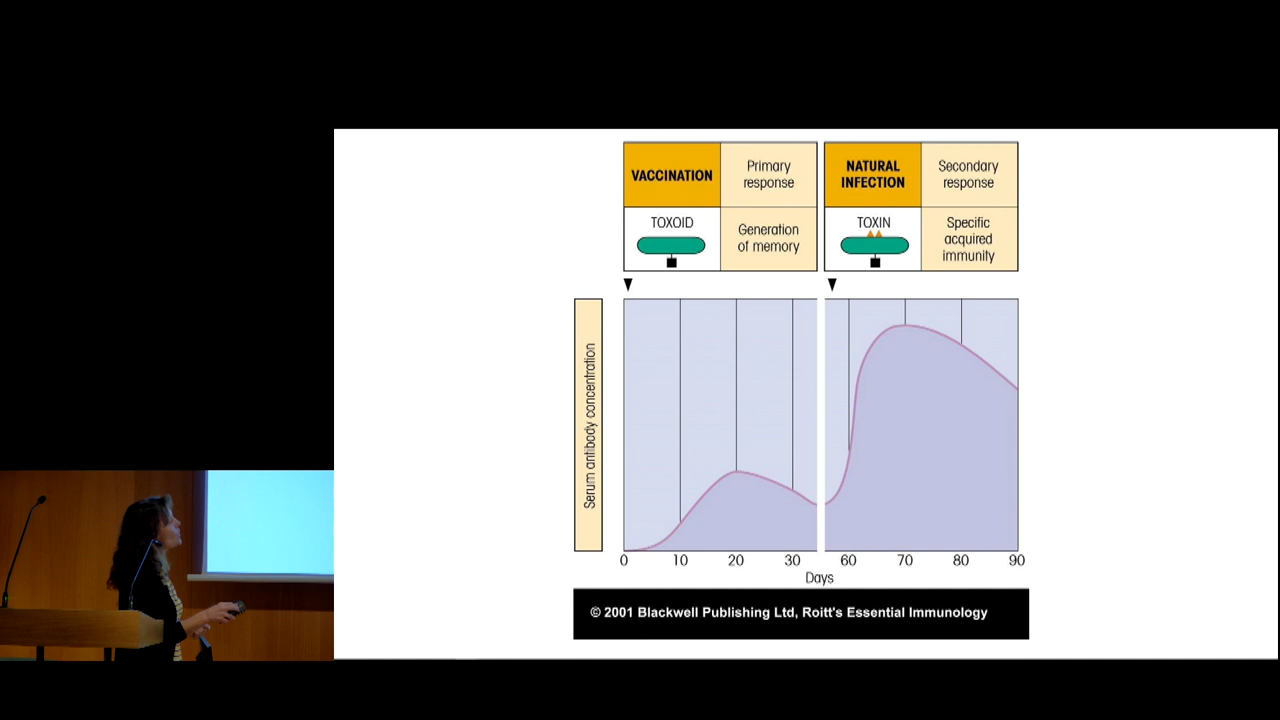 VACCINATION
Primary
response
NATURAL
INFECTION
Secondary
response
TOXOID
Generation
of memory
TOXIN
Specific
acquired
immunity
Serum antibody concentration
0 10 20 30 60 70 80 90
Days
© 2001 Blackwell Publishing Ltd, Roitt's Essential Immunology